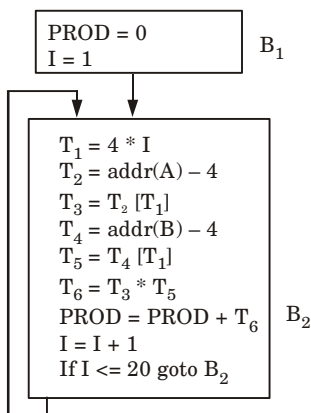 PROD = 0
I = 1
B₁
T₁ = 4 * I
T₂ = addr(A) – 4
T₃ = T₂ [T₁]
T₄ = addr(B) – 4
T₅ = T₄ [T₁]
T₆ = T₃ * T₅
PROD = PROD + T₆
I = I + 1
If I <= 20 goto B₂
B₂